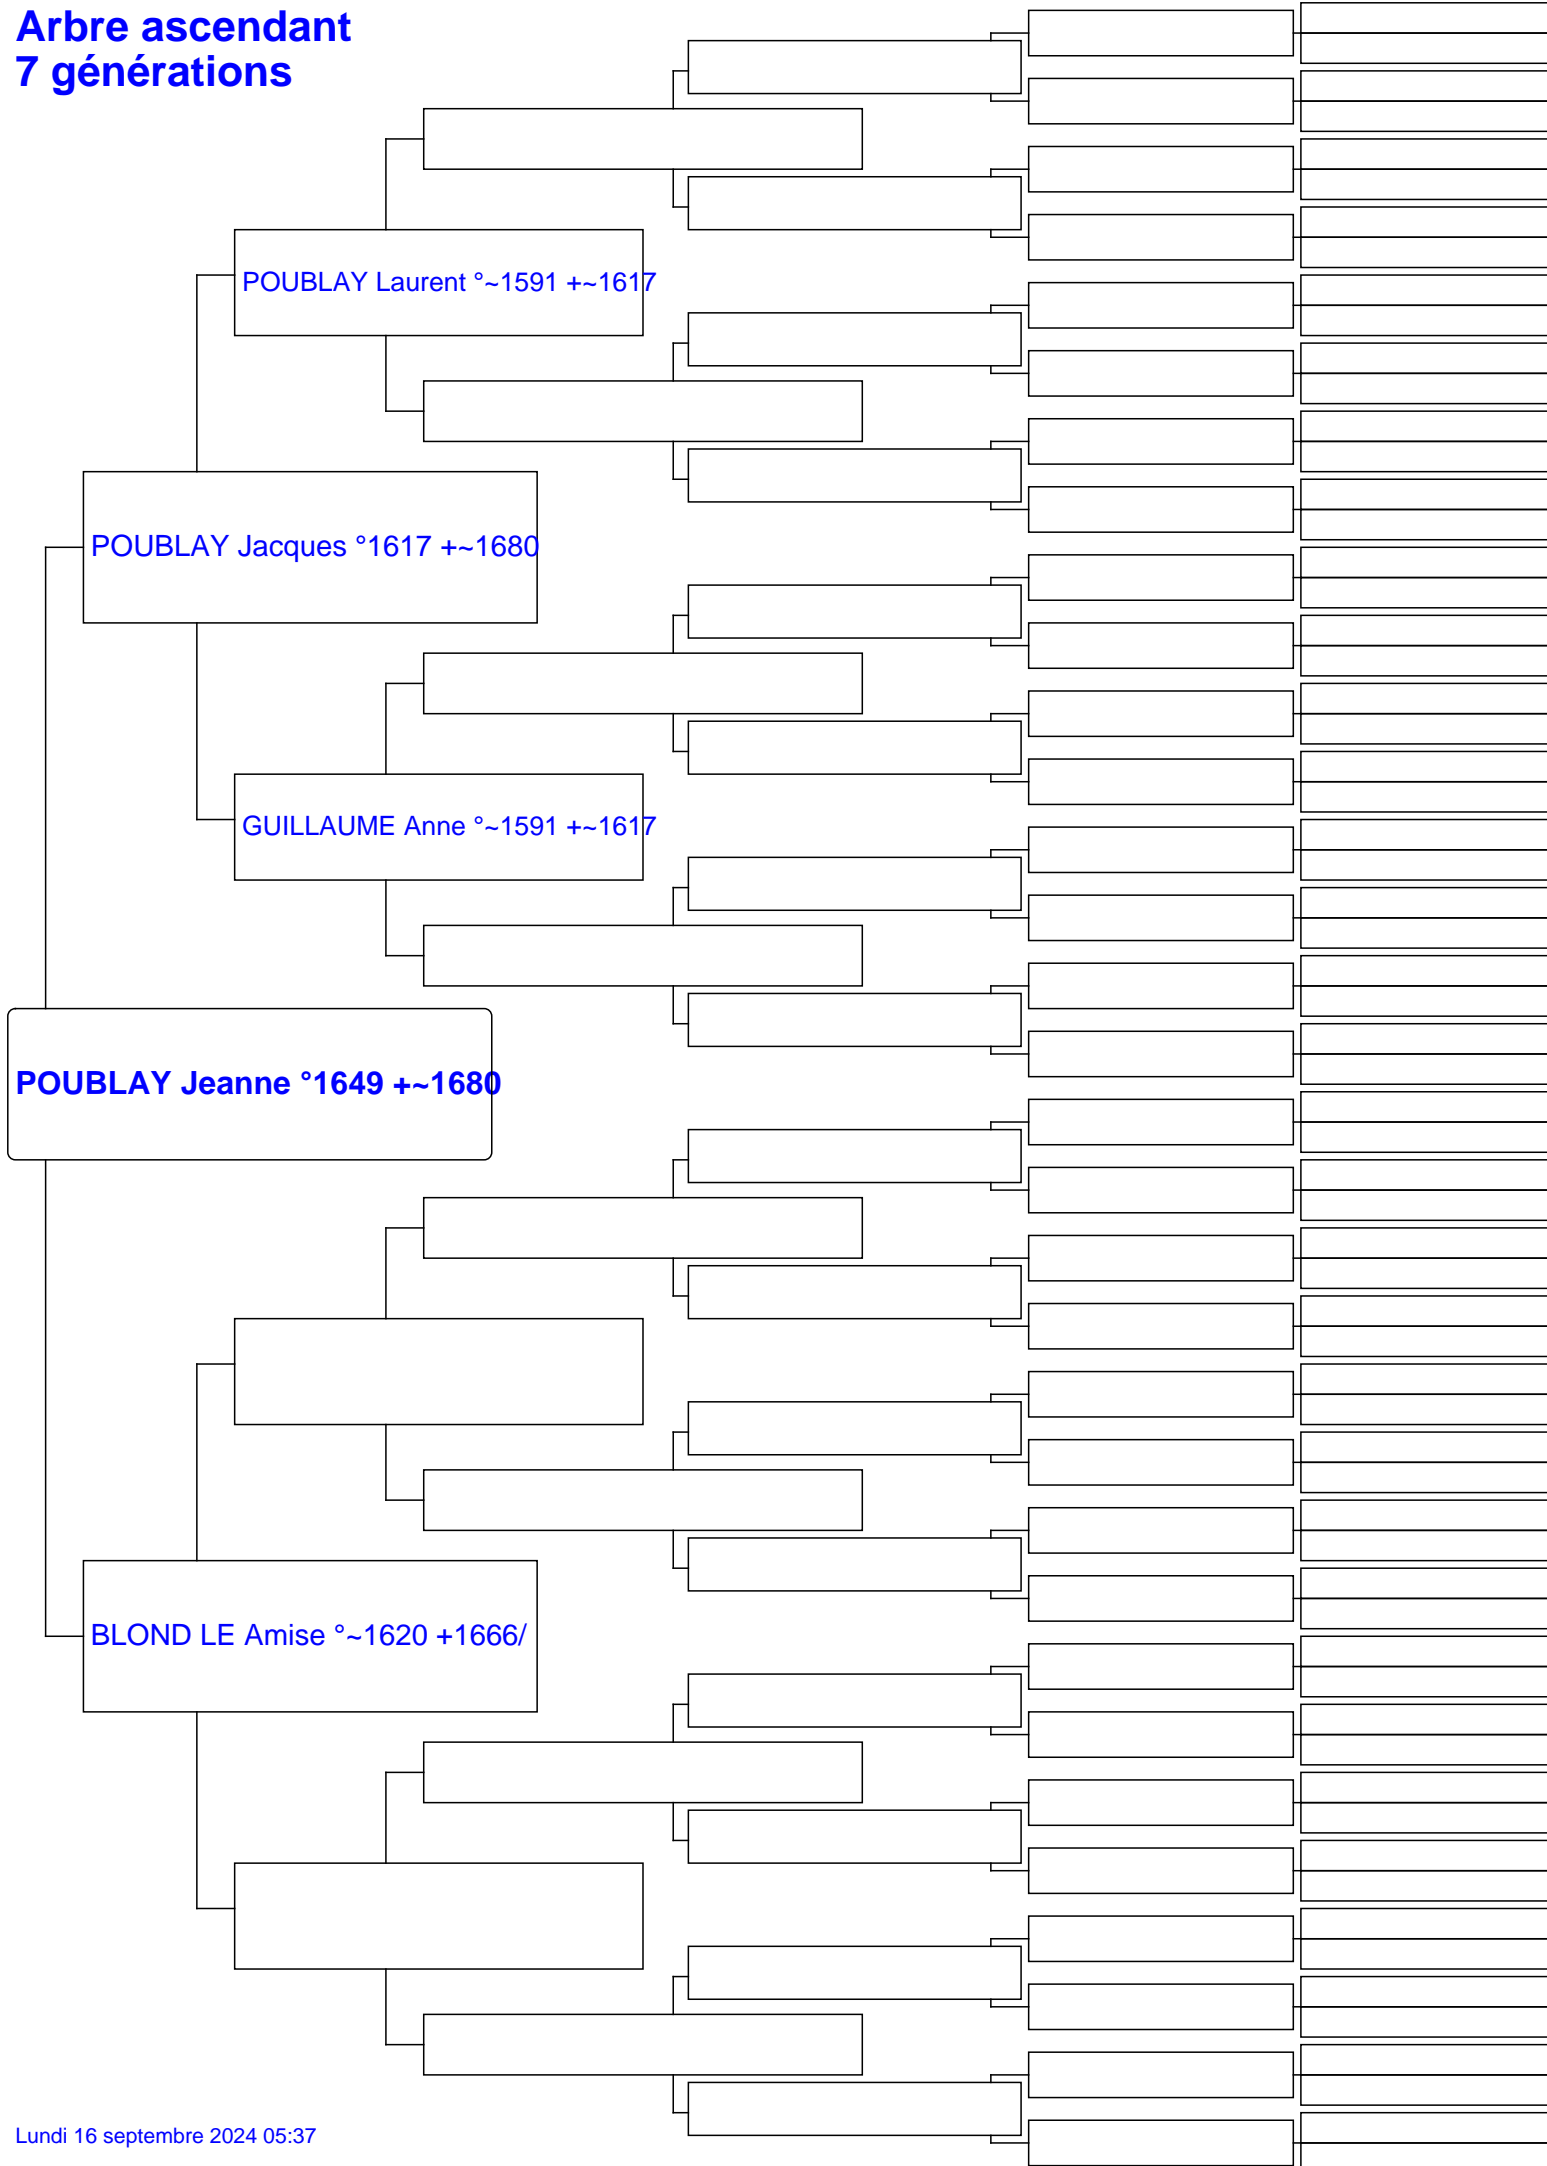 Arbre ascendant
7 générations
POUBLAY Laurent °~1591 +~1617
POUBLAY Jacques °1617 +~1680
GUILLAUME Anne °~1591 +~1617
POUBLAY Jeanne °1649 +~1680
BLOND LE Amise °~1620 +1666/
Lundi 16 septembre 2024 05:37